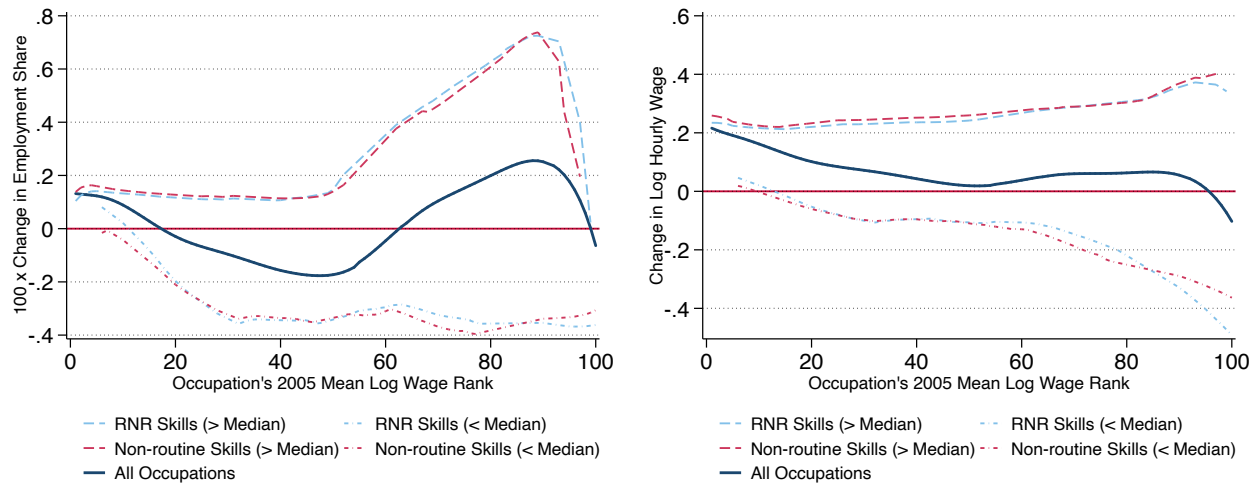 100 x Change in Employment Share
.8
.6
.4
.2
0
-.2
-.4
0 20 40 60 80 100
Occupation's 2005 Mean Log Wage Rank
RNR Skills (> Median) RNR Skills (< Median)
Non-routine Skills (> Median) Non-routine Skills (< Median)
All Occupations
Change in Log Hourly Wage
.6
.4
.2
0
-.2
-.4
0 20 40 60 80 100
Occupation's 2005 Mean Log Wage Rank
RNR Skills (> Median) RNR Skills (< Median)
Non-routine Skills (> Median) Non-routine Skills (< Median)
All Occupations